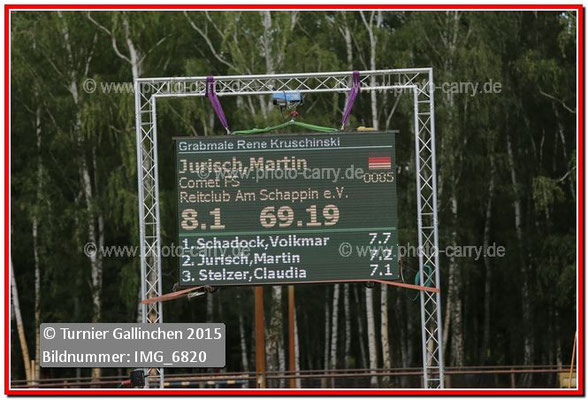 © www.photo-carry.de
© www.photo-carry.de
Grabmale Rene Kruschinski
Jurisch,Martin
0085
Comet PS
© www.photo-carry.de
Reitclub Am Schappin e.V.
8.1 69.19
1. Schadock,Volkmar 7.7
2. Jurisch,Martin 7.2
3. Stelzer,Claudia 7.1
© www.photo-carry.de
© www.photo-carry.de
© Turnier Gallinchen 2015
Bildnummer: IMG_6820